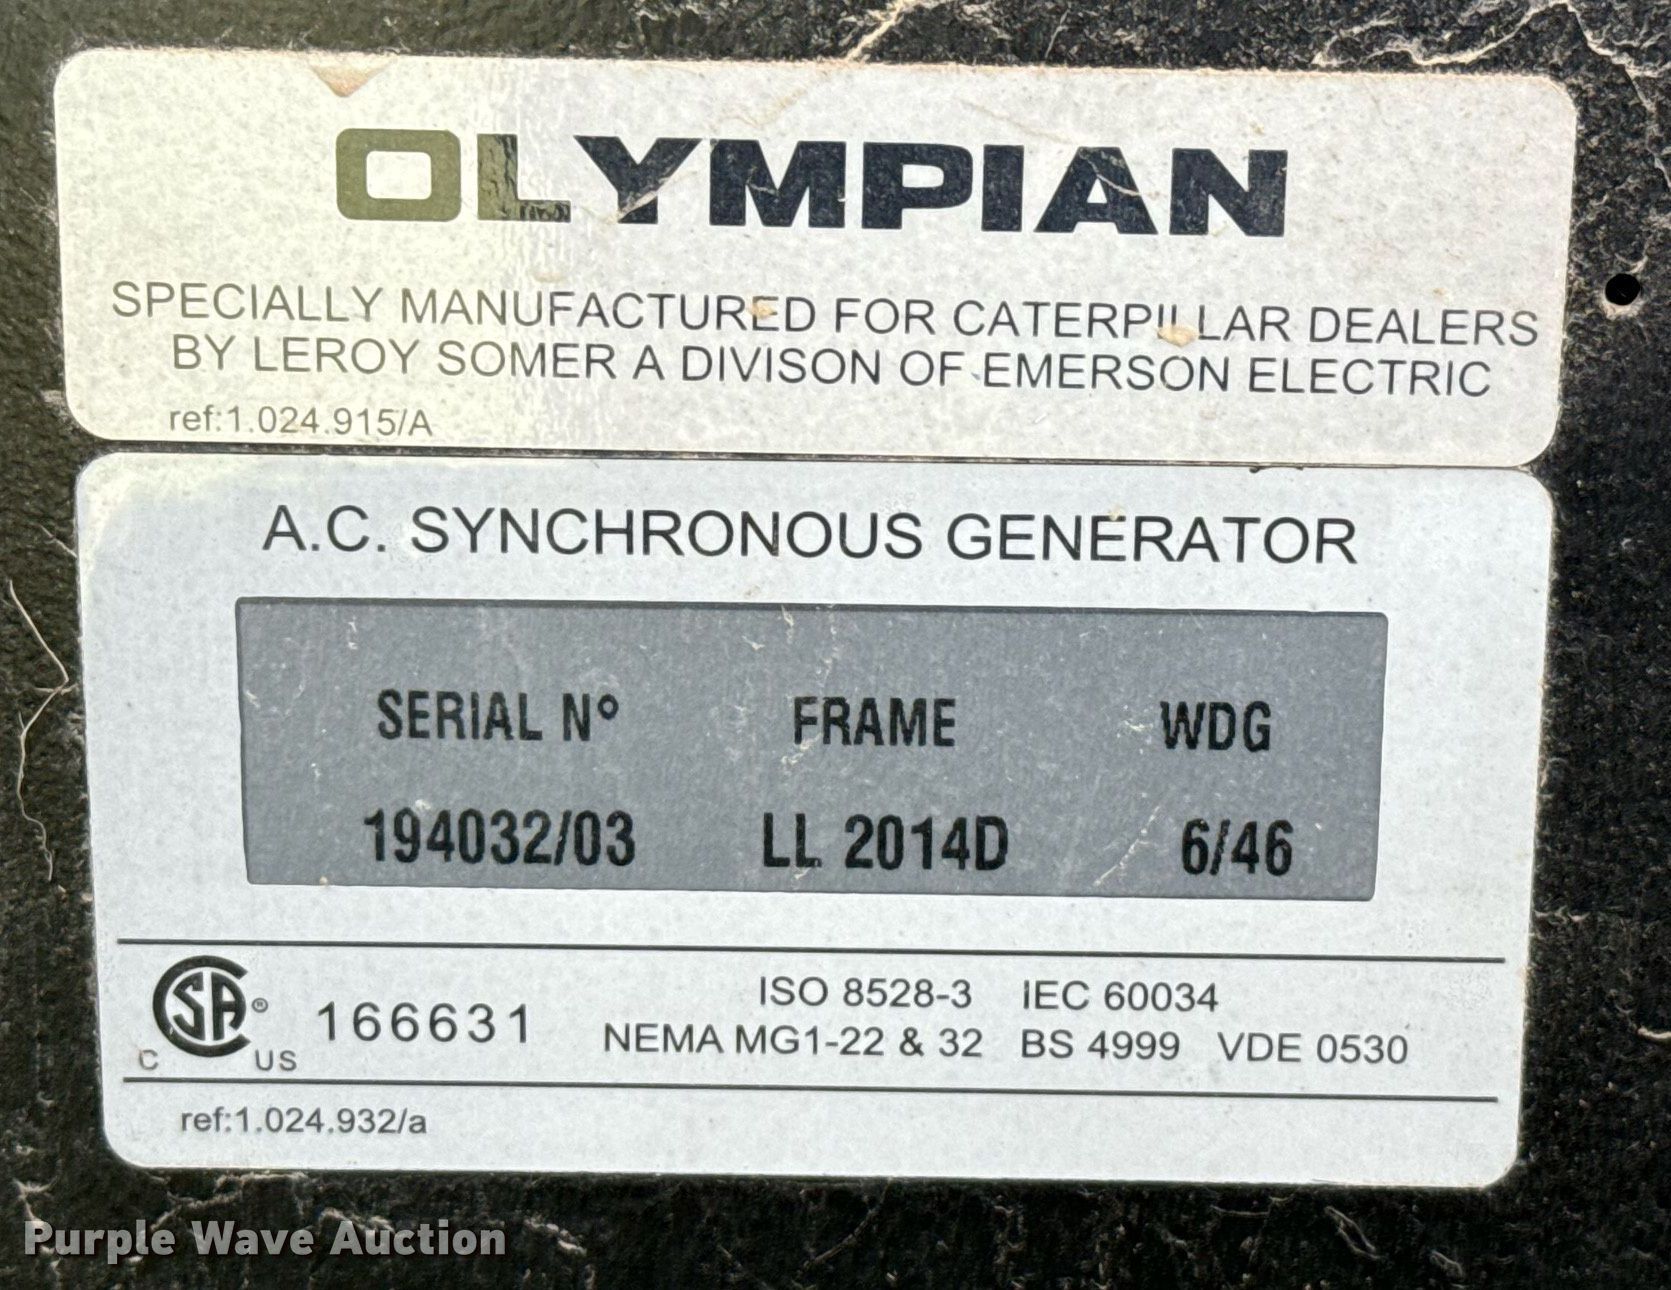 OLYMPIAN
SPECIALLY MANUFACTURED FOR CATERPILLAR DEALERS
BY LEROY SOMER A DIVISON OF EMERSON ELECTRIC
ref:1.024.915/A
A.C. SYNCHRONOUS GENERATOR
SERIAL Nº FRAME WDG
194032/03 LL 2014D 6/46
ISO 8528-3 IEC 60034
C SA ® C US 166631 NEMA MG1-22 & 32 BS 4999 VDE 0530
ref:1.024.932/a
Purple Wave Auction